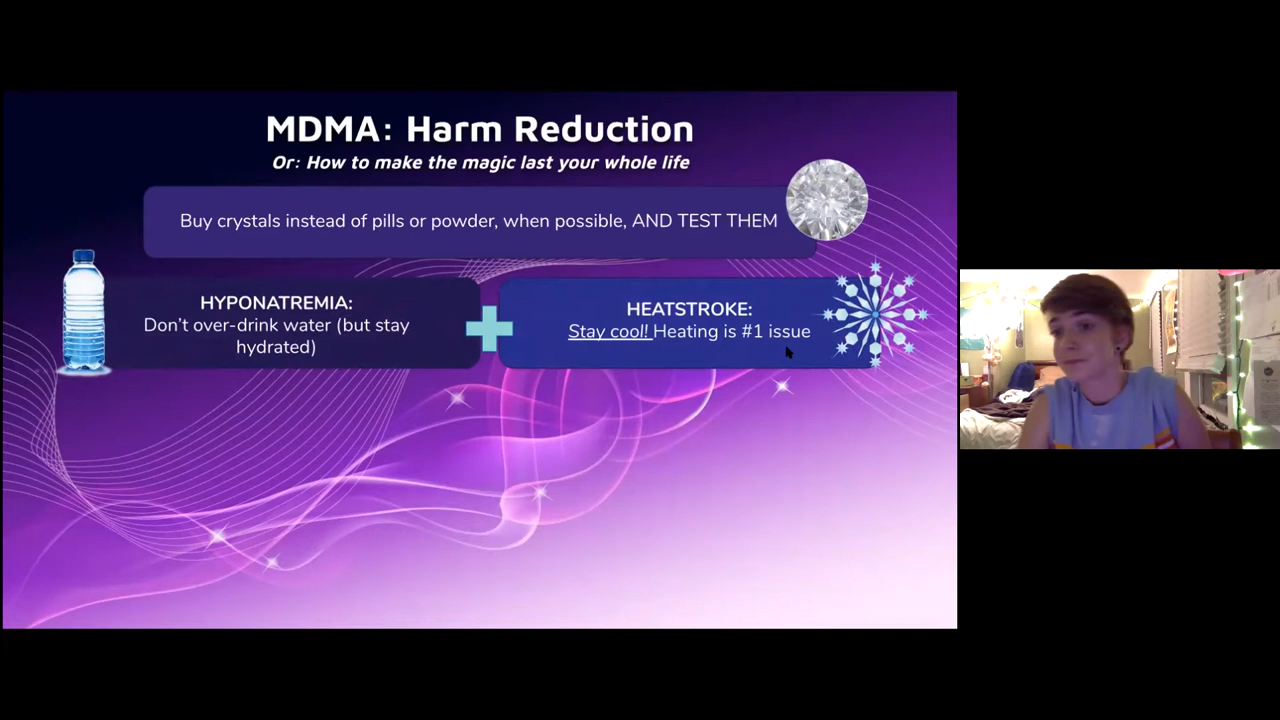 MDMA: Harm Reduction
Or: How to make the magic last your whole life
Buy crystals instead of pills or powder, when possible, AND TEST THEM
HYPONATREMIA:
Don’t over-drink water (but stay
hydrated)
HEATSTROKE:
Stay cool! Heating is #1 issue